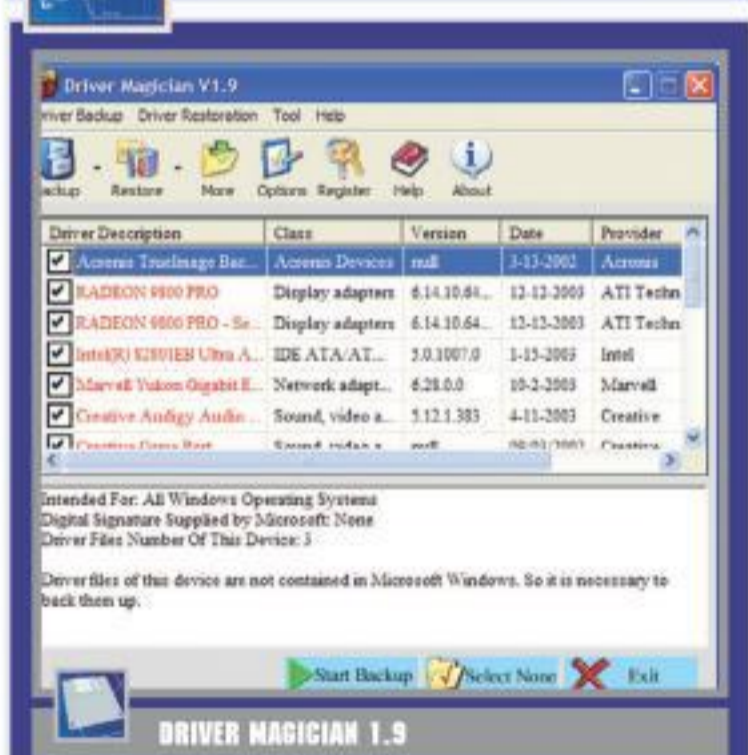 Driver Magician V1.9
river Backup Driver Restoration Tool Help
ackup Restore More Options Register Help About
Driver Description Class Version Date Provider
Acronis TrueImage Bac... Acronis Devices null 3-13-2002 Acronis
RADEON 9800 PRO Display adapters 6.14.10.64... 12-12-2003 ATI Techn
RADEON 9800 PRO - Se... Display adapters 6.14.10.64... 12-12-2003 ATI Techn
Intel(R) 82801EB Ultra A... IDE ATA/AT... 5.0.1007.0 1-15-2003 Intel
Marvell Yukon Gigabit E... Network adapt... 6.28.0.0 10-2-2003 Marvell
Creative Audigy Audio ... Sound, video a... 5.12.1.383 4-11-2003 Creative
Creative Game Port Sound, video a null Creative
Intended For: All Windows Operating Systems
Digital Signature Supplied by Microsoft: None
Driver Files Number Of This Device: 3
Driver files of this device are not contained in Microsoft Windows. So it is necessary to
back them up.
Start Backup Select None Exit
DRIVER MAGICIAN 1.9